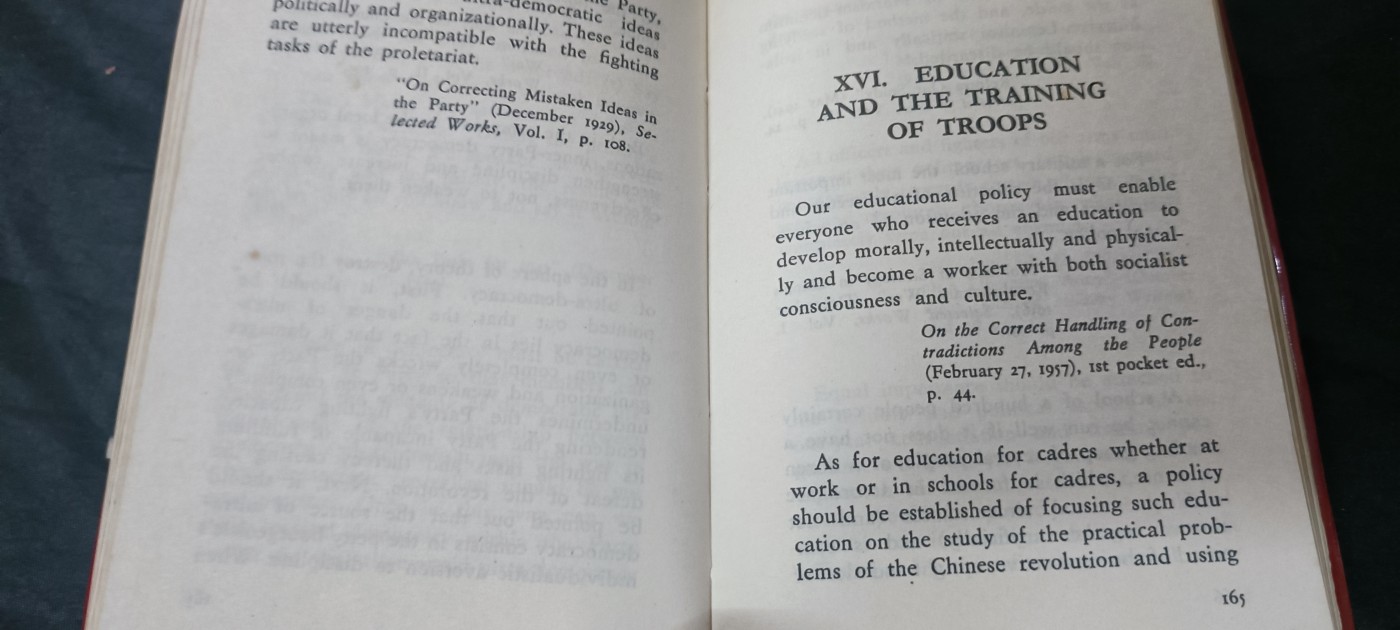 the Party,
-democratic ideas
politically and organizationally. These ideas
are utterly incompatible with the fighting
tasks of the proletariat.
"On Correcting Mistaken Ideas in
the Party" (December 1929), Se-
lected Works, Vol. I, p. 108.
XVI. EDUCATION
AND THE TRAINING
OF TROOPS
Our educational policy must enable
everyone who receives an education to
develop morally, intellectually and physical-
ly and become a worker with both socialist
consciousness and culture.
On the Correct Handling of Con-
tradictions Among the People
(February 27, 1957), 1st pocket ed.,
p. 44.
As for education for cadres whether at
work or in schools for cadres, a policy
should be established of focusing such edu-
cation on the study of the practical prob-
lems of the Chinese revolution and using
165